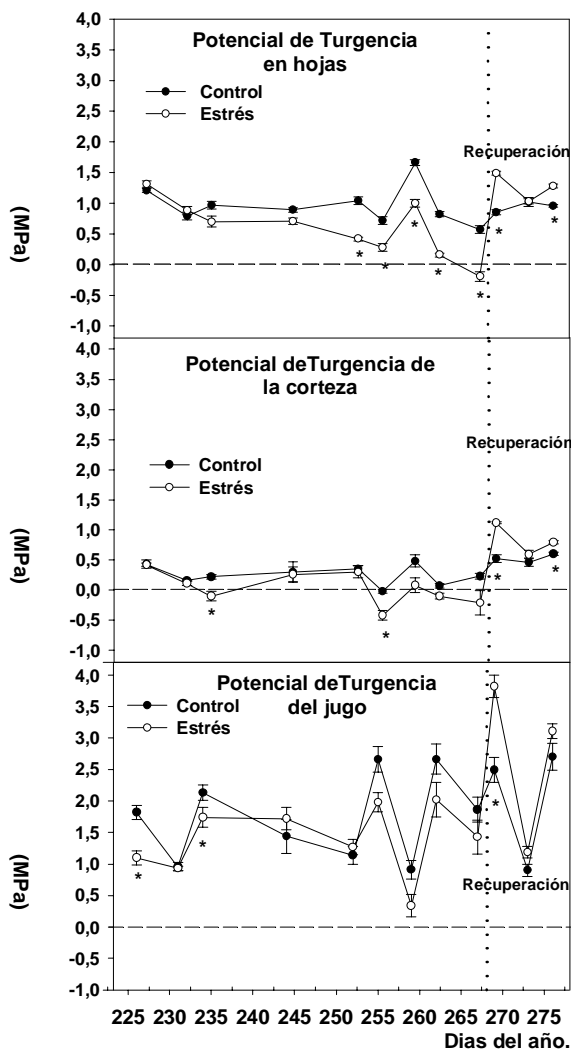 4,0
Potencial de Turgencia
en hojas
3,5
3,0
Control
Estrés
2,5
2,0
Recuperación
1,5
1,0
0,5
0,0
-0,5
-1,0
(MPa)
* * * * * * *
4,0
Potencial deTurgencia de
la corteza
3,5
3,0
2,5
Recuperación
Control
2,0
Estrés
1,5
1,0
0,5
0,0
-0,5
-1,0
(MPa)
* * * *
4,0
Potencial deTurgencia
del jugo
3,5
Control
Estrés
3,0
2,5
2,0
1,5
1,0
Recuperación
0,5
0,0
-0,5
-1,0
(MPa)
* * *
225 230 235 240 245 250 255 260 265 270 275
Dias del año.